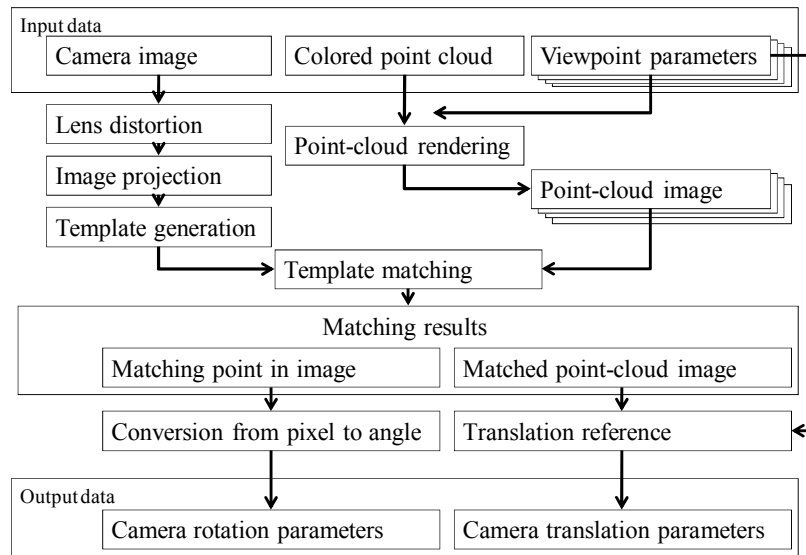 Input data
Camera image
Colored point cloud
Viewpoint parameters
Lens distortion
Point-cloud rendering
Image projection
Point-cloud image
Template generation
Template matching
Matching results
Matching point in image
Matched point-cloud image
Conversion from pixel to angle
Translation reference
Output data
Camera rotation parameters
Camera translation parameters